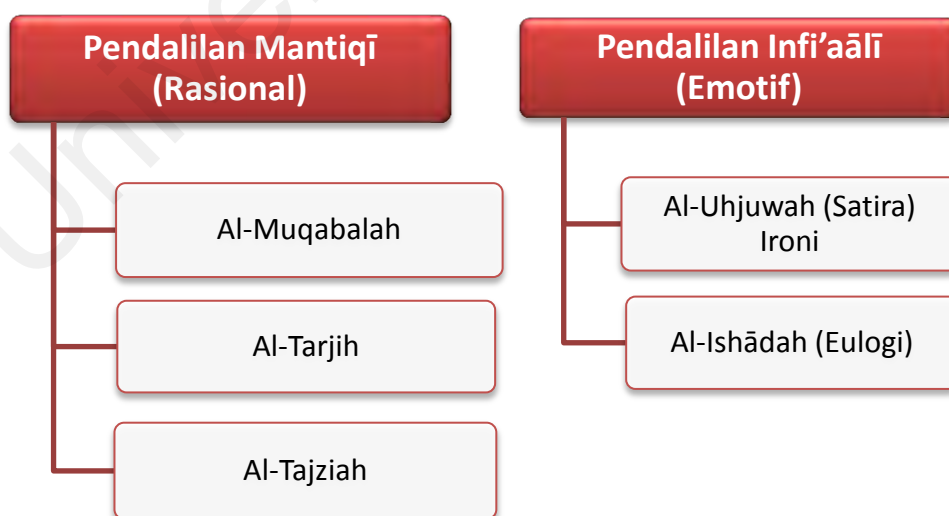 Pendalilan Mantiqī
(Rasional)
Al-Muqabalah
Al-Tarjih
Al-Tajziah
Pendalilan Infi’aālī
(Emotif)
Al-Uhjuwah (Satira)
Ironi
Al-Ishādah (Eulogi)